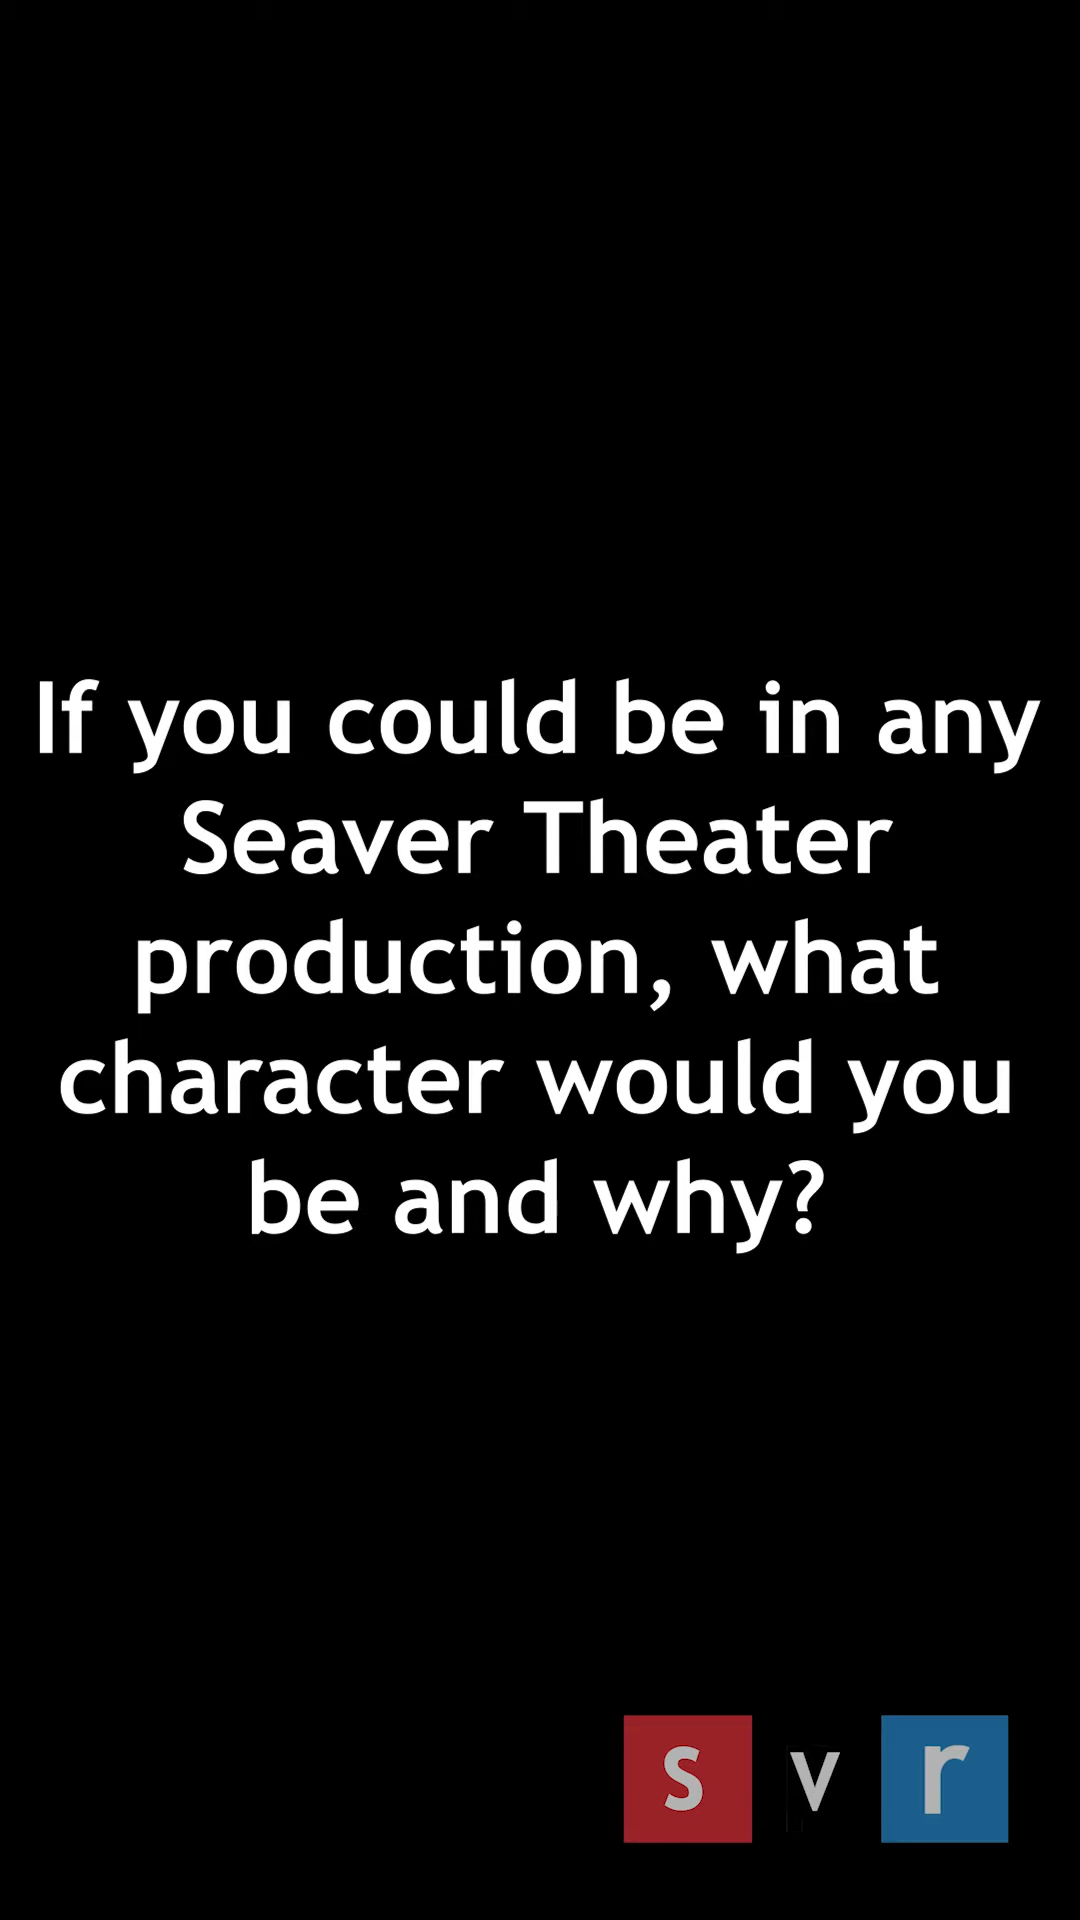 If you could be in any
Seaver Theater
production, what
character would you
be and why?
s v r